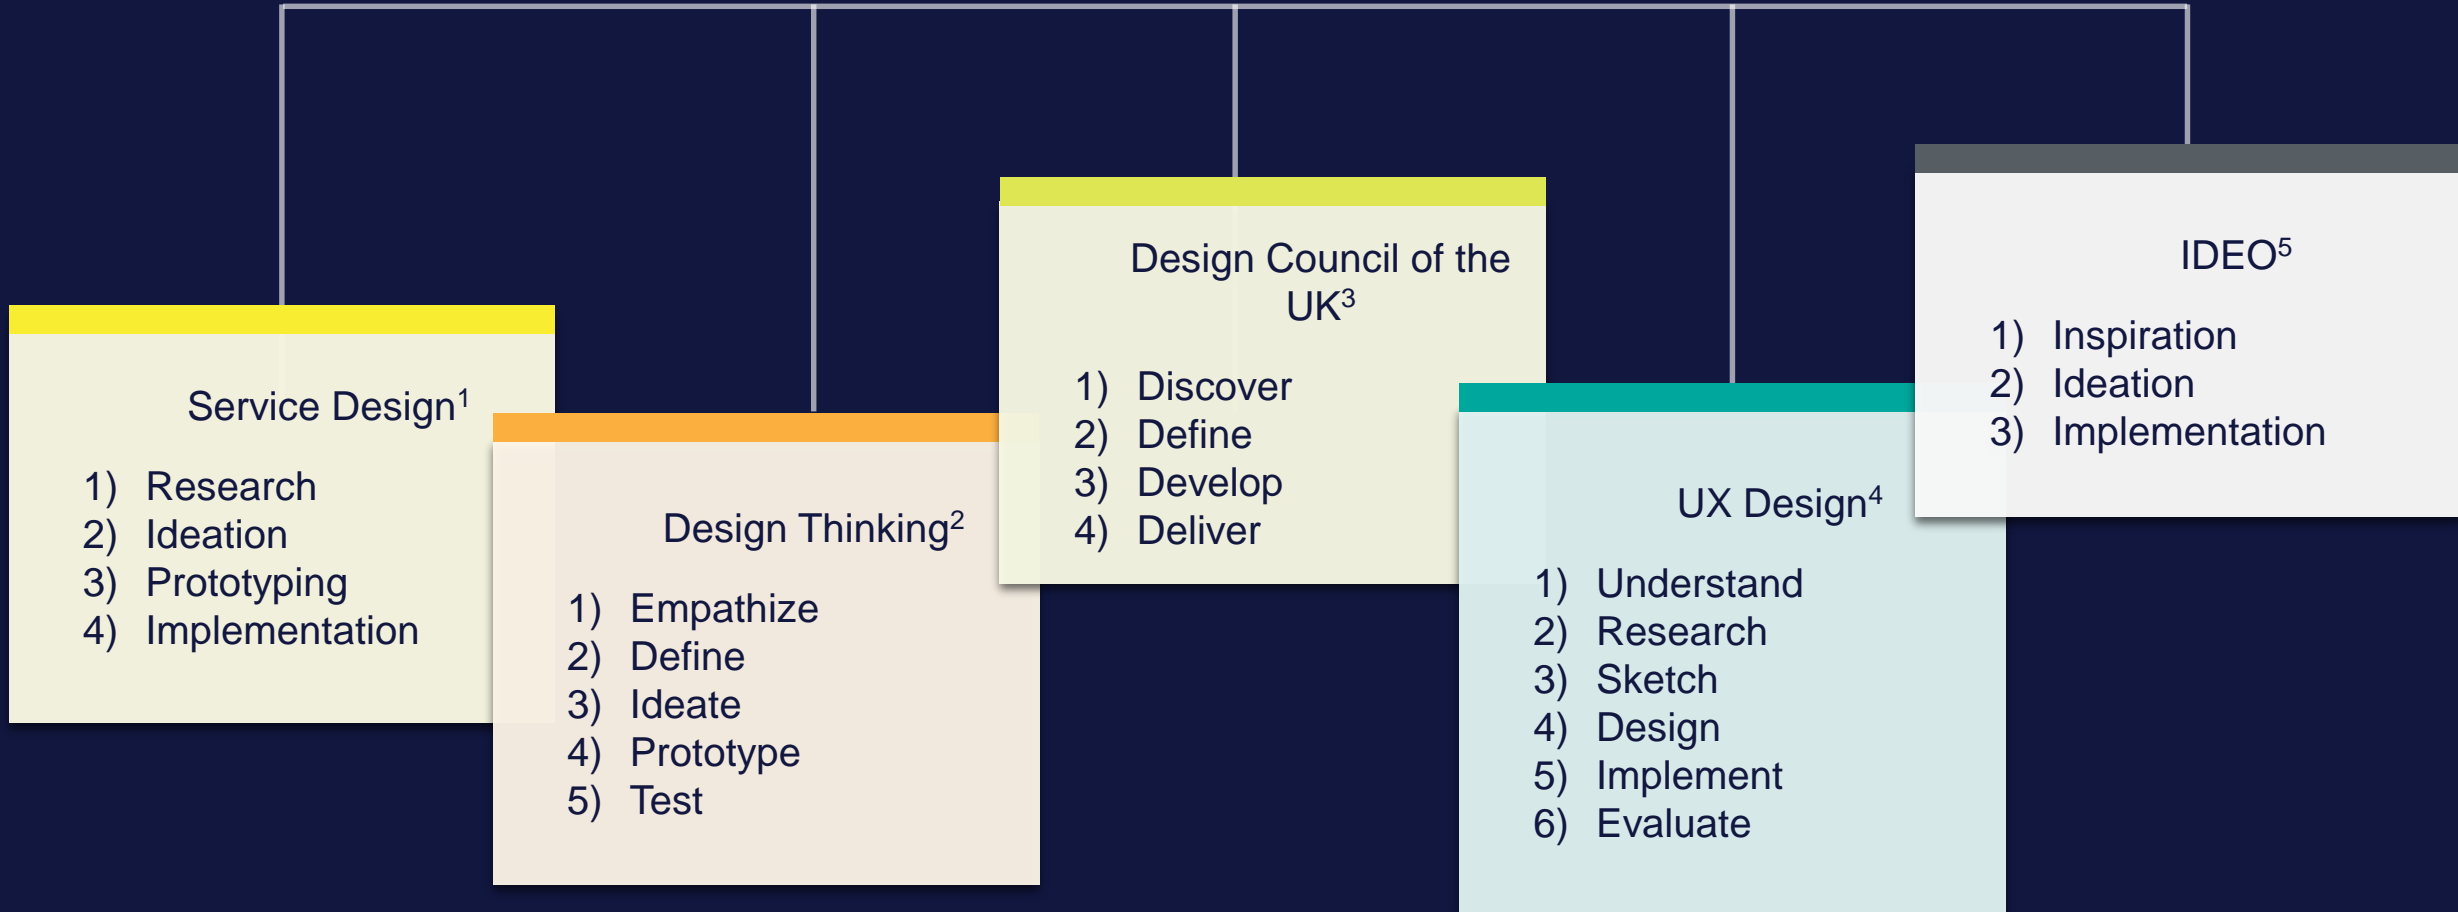 Service Design1
1) Research
2) Ideation
3) Prototyping
4) Implementation
Design Thinking2
1) Empathize
2) Define
3) Ideate
4) Prototype
5) Test
Design Council of the
UK3
1) Discover
2) Define
3) Develop
4) Deliver
UX Design4
1) Understand
2) Research
3) Sketch
4) Design
5) Implement
6) Evaluate
IDEO5
1) Inspiration
2) Ideation
3) Implementation